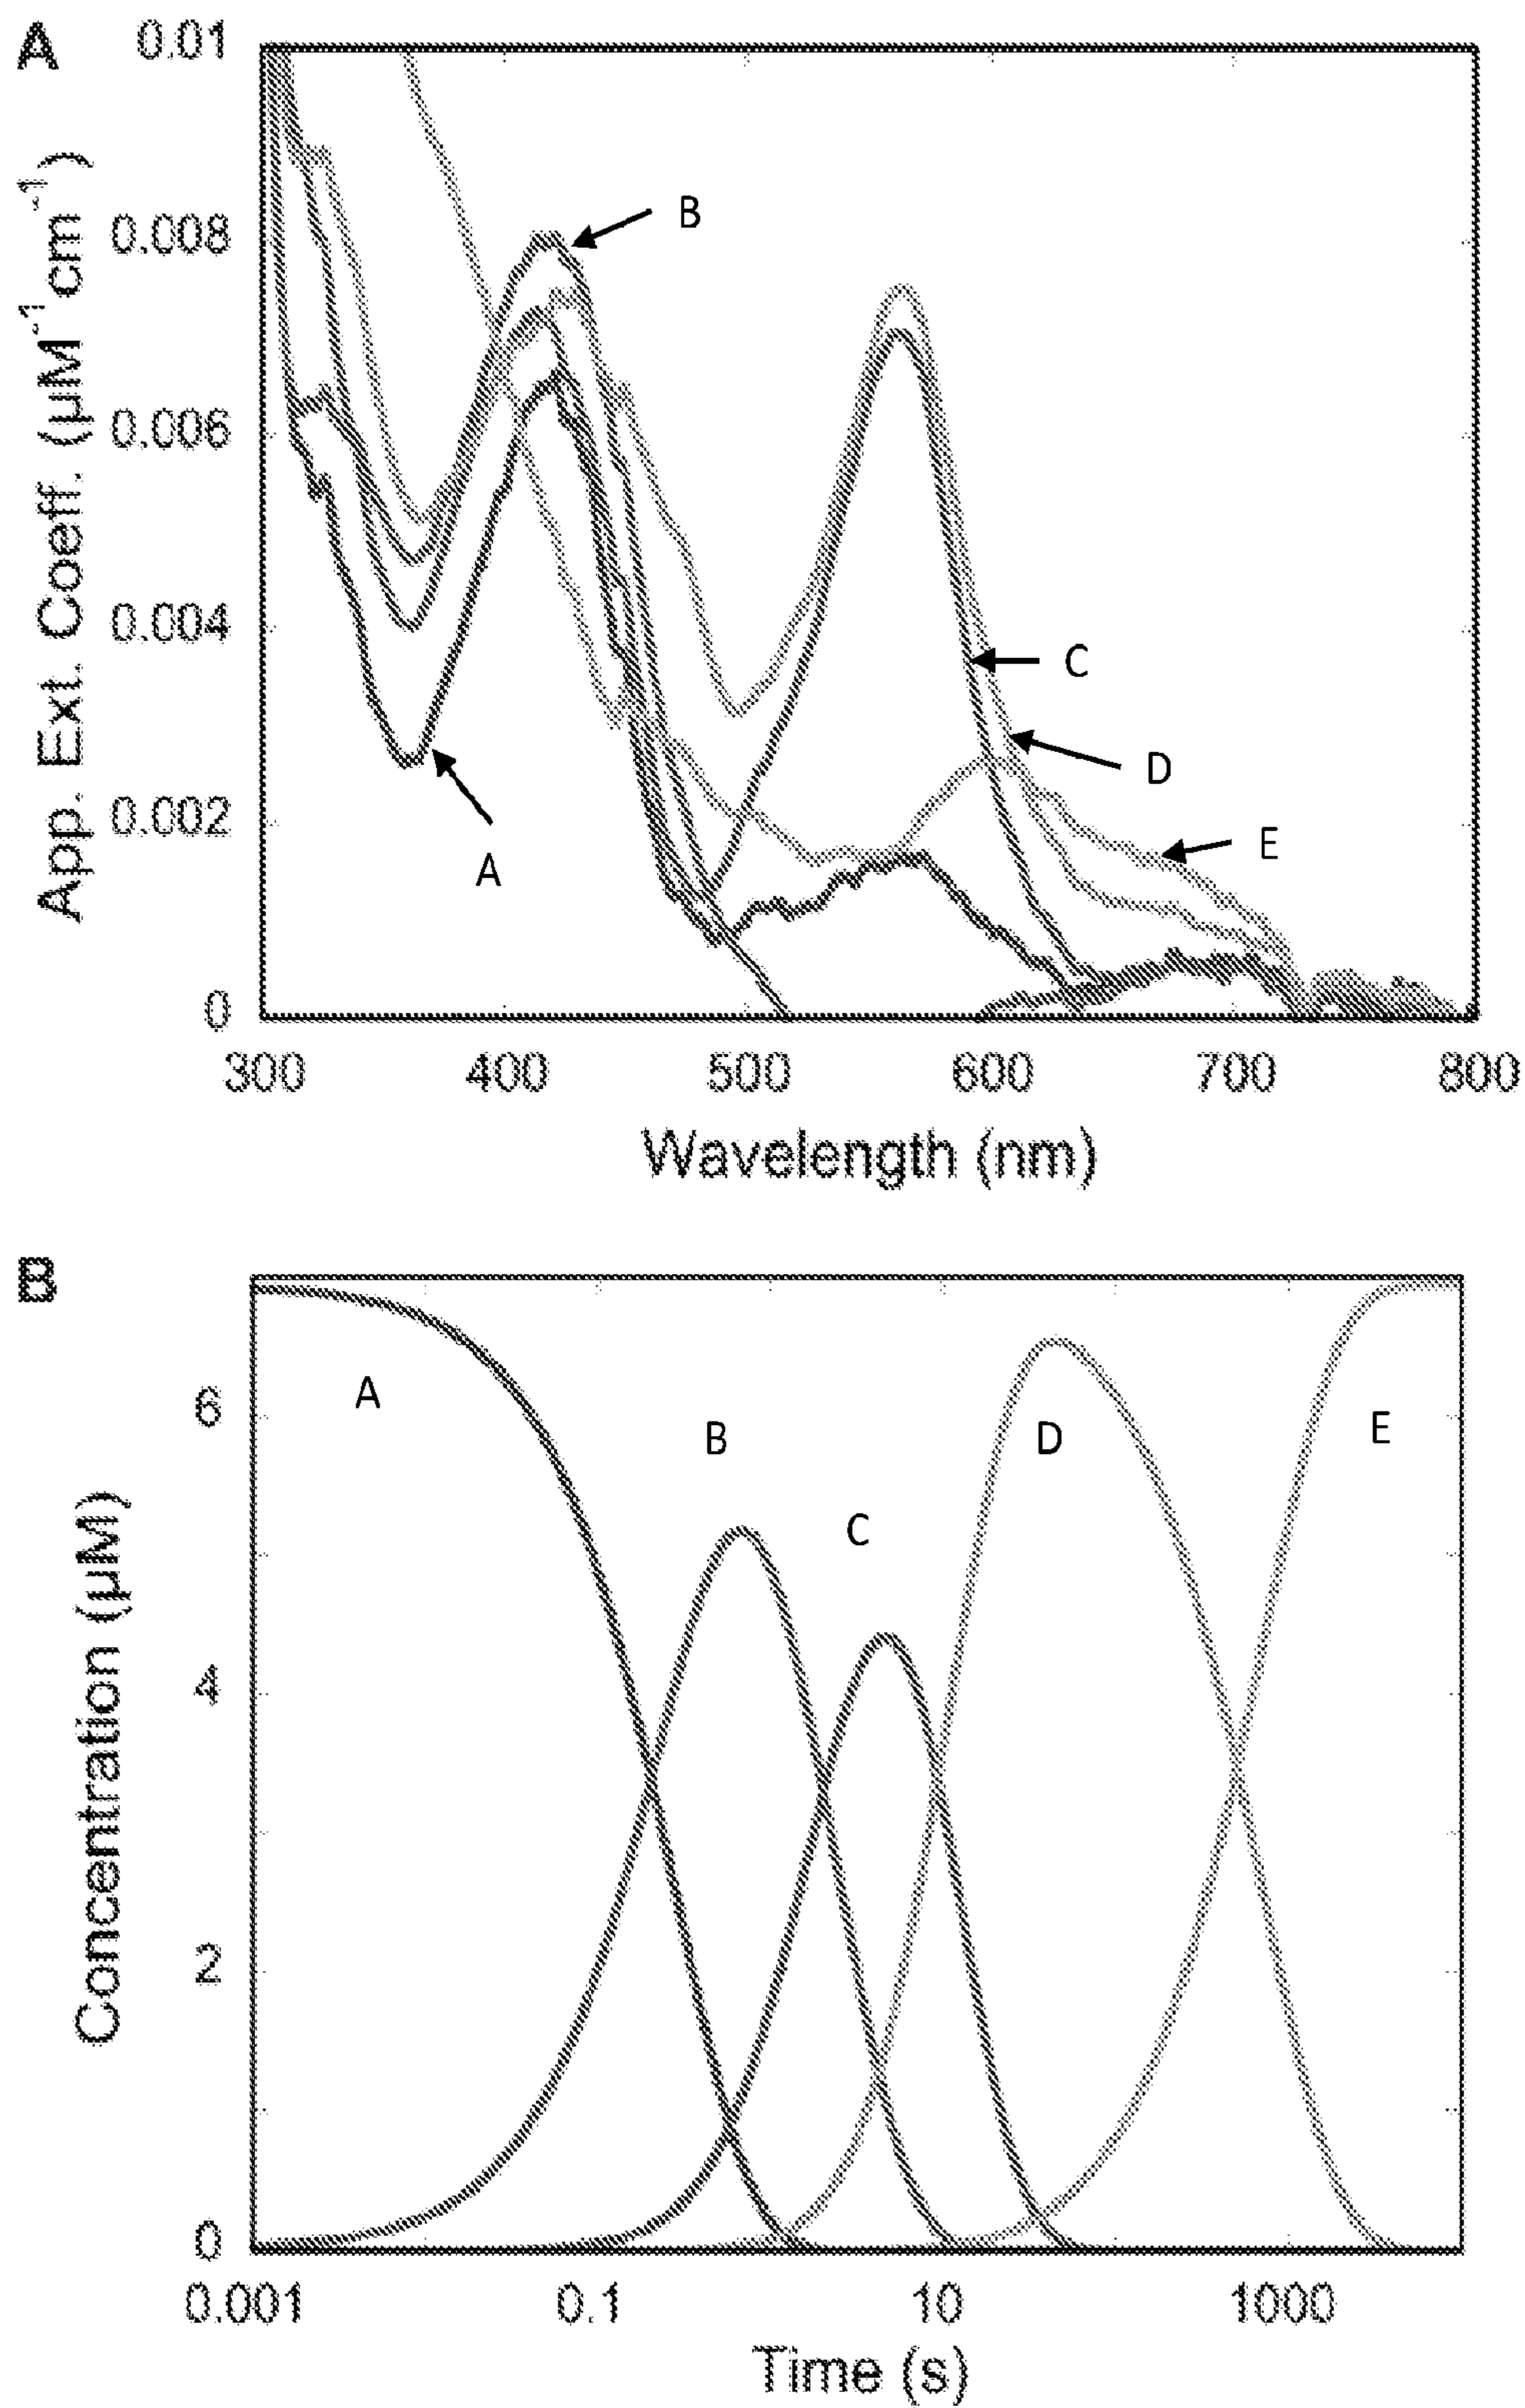 A
0.01
0.008
0.006
0.004
0.002
0
App. Ext. Coeff. (µM⁻¹cm⁻¹)
B
C
D
E
A
300 400 500 600 700 800
Wavelength (nm)
B
6
4
2
0
Concentration (µM)
A
B
C
D
E
0.001 0.1 10 1000
Time (s)